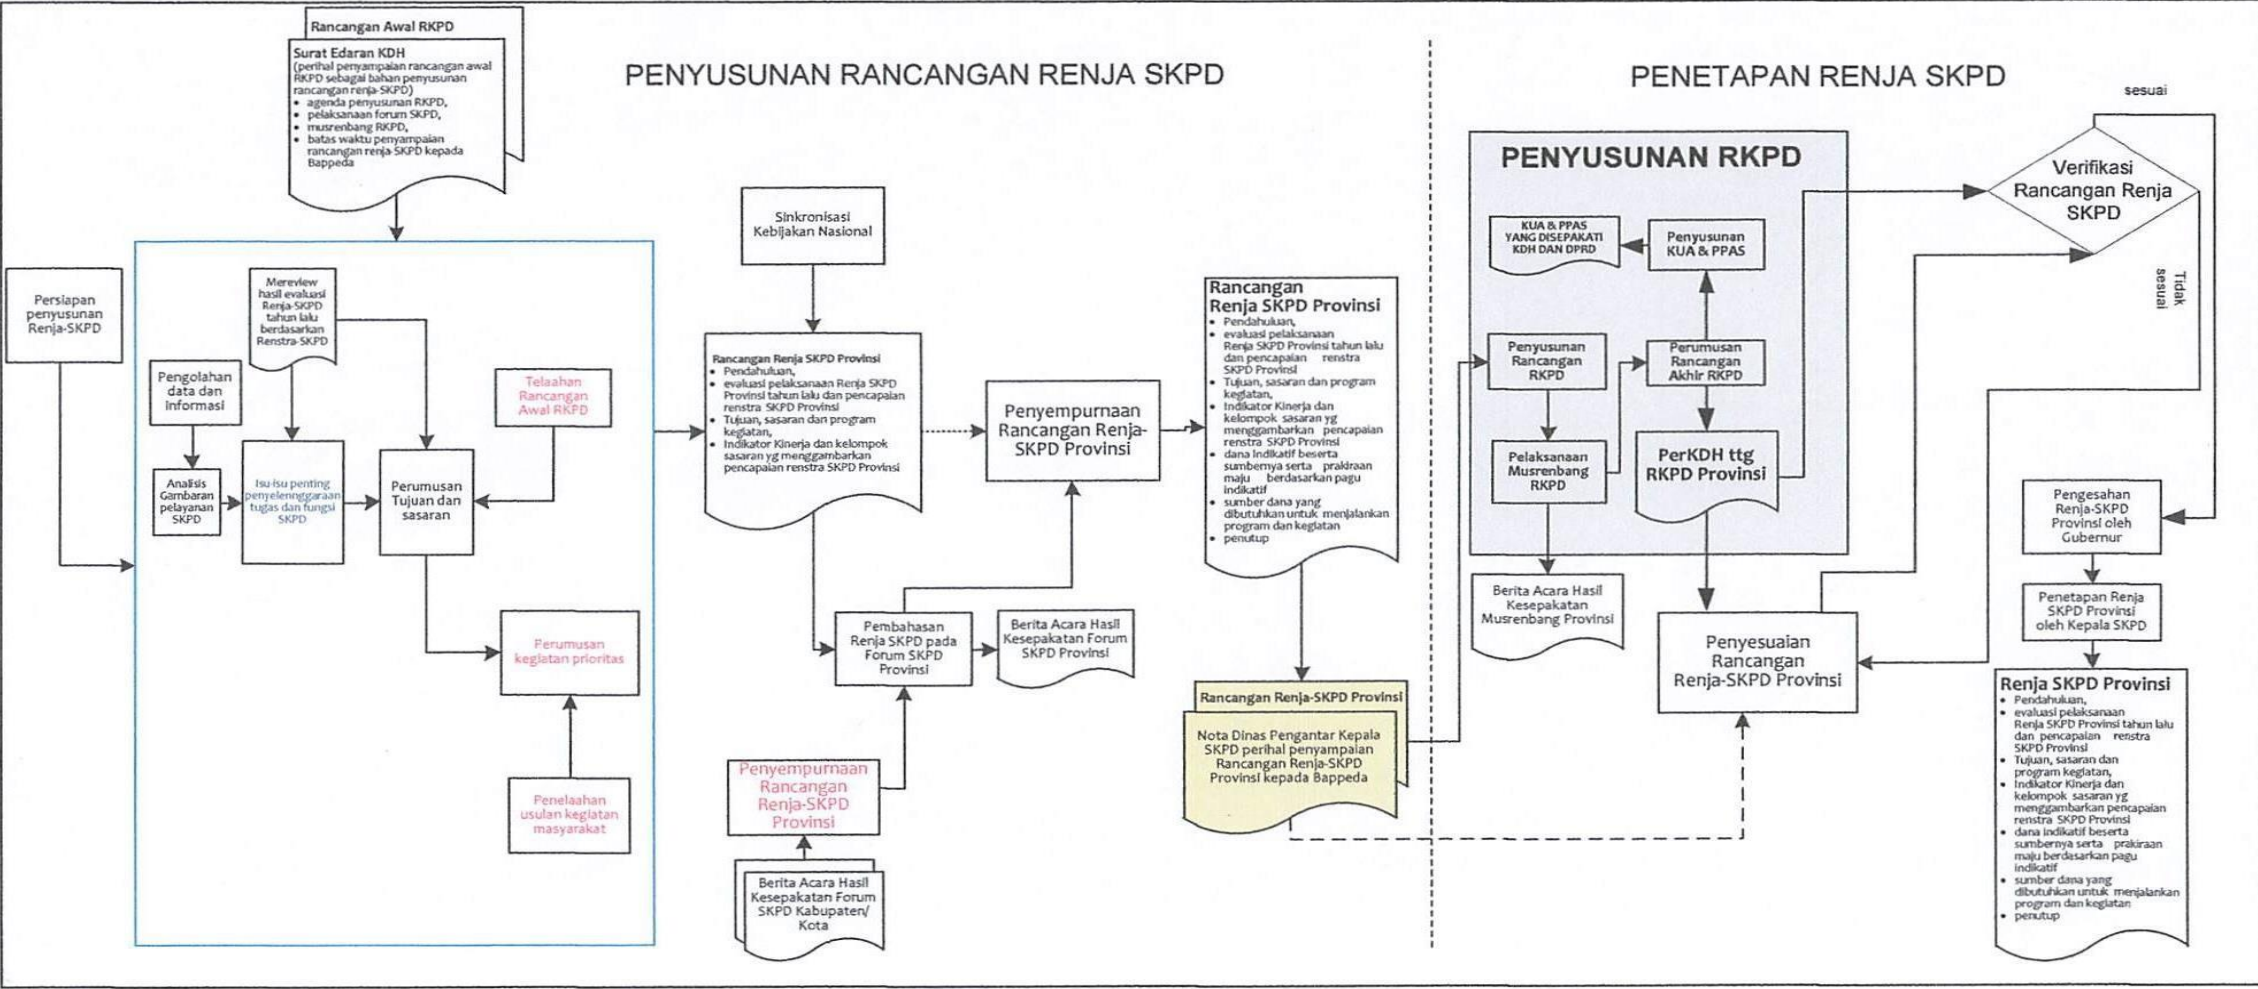 Rancangan Awal RKPD
Surat Edaran KDH
(perihal penyampaian rancangan awal
RKPD sebagai bahan penyusunan
rancangan renja-SKPD)
• agenda penyusunan RKPD,
• pelaksanaan forum SKPD,
• musrenbang RKPD,
• batas waktu penyampaian
rancangan renja-SKPD kepada
Bappeda
PENYUSUNAN RANCANGAN RENJA SKPD
PENETAPAN RENJA SKPD
Persiapan
penyusunan
Renja-SKPD
Mereview
hasil evaluasi
Renja-SKPD
tahun lalu
berdasarkan
Renstra-SKPD
Pengolahan
data dan
informasi
Analisis
Gambaran
pelayanan
SKPD
Isu-isu penting
penyelennggaraan
tugas dan fungsi
SKPD
Perumusan
Tujuan dan
sasaran
Telaahan
Rancangan
Awal RKPD
Perumusan
kegiatan prioritas
Penelaahan
usulan kegiatan
masyarakat
Sinkronisasi
Kebijakan Nasional
Rancangan Renja SKPD Provinsi
• Pendahuluan,
• evaluasi pelaksanaan Renja SKPD
Provinsi tahun lalu dan pencapaian
renstra SKPD Provinsi
• Tujuan, sasaran dan program
kegiatan,
• Indikator Kinerja dan kelompok
sasaran yg menggambarkan
pencapaian renstra SKPD Provinsi
Penyempurnaan
Rancangan Renja-
SKPD Provinsi
Pembahasan
Renja SKPD pada
Forum SKPD
Provinsi
Berita Acara Hasil
Kesepakatan Forum
SKPD Provinsi
Penyempurnaan
Rancangan
Renja-SKPD
Provinsi
Berita Acara Hasil
Kesepakatan Forum
SKPD Kabupaten/
Kota
Rancangan
Renja SKPD Provinsi
• Pendahuluan,
• evaluasi pelaksanaan
Renja SKPD Provinsi tahun lalu
dan pencapaian renstra
SKPD Provinsi
• Tujuan, sasaran dan program
kegiatan,
• Indikator Kinerja dan
kelompok sasaran yg
menggambarkan pencapaian
renstra SKPD Provinsi
• dana indikatif beserta
sumbernya serta prakiraan
maju berdasarkan pagu
indikatif
• sumber dana yang
dibutuhkan untuk menjalankan
program dan kegiatan
• penutup
Rancangan Renja-SKPD Provinsi
Nota Dinas Pengantar Kepala
SKPD perihal penyampaian
Rancangan Renja-SKPD
Provinsi kepada Bappeda
PENYUSUNAN RKPD
KUA & PPAS
YANG DISEPAKATI
KDH DAN DPRD
Penyusunan
KUA & PPAS
Penyusunan
Rancangan
RKPD
Perumusan
Rancangan
Akhir RKPD
Pelaksanaan
Musrenbang
RKPD
PerKDH ttg
RKPD Provinsi
Berita Acara Hasil
Kesepakatan
Musrenbang Provinsi
Penyesuaian
Rancangan
Renja-SKPD Provinsi
sesuai
Verifikasi
Rancangan Renja
SKPD
Tidak
sesuai
Pengesahan
Renja-SKPD
Provinsi oleh
Gubernur
Penetapan Renja
SKPD Provinsi
oleh Kepala SKPD
Renja SKPD Provinsi
• Pendahuluan,
• evaluasi pelaksanaan
Renja SKPD Provinsi tahun lalu
dan pencapaian renstra
SKPD Provinsi
• Tujuan, sasaran dan
program kegiatan,
• Indikator Kinerja dan
kelompok sasaran yg
menggambarkan pencapaian
renstra SKPD Provinsi
• dana indikatif beserta
sumbernya serta prakiraan
maju berdasarkan pagu
indikatif
• sumber dana yang
dibutuhkan untuk menjalankan
program dan kegiatan
• penutup